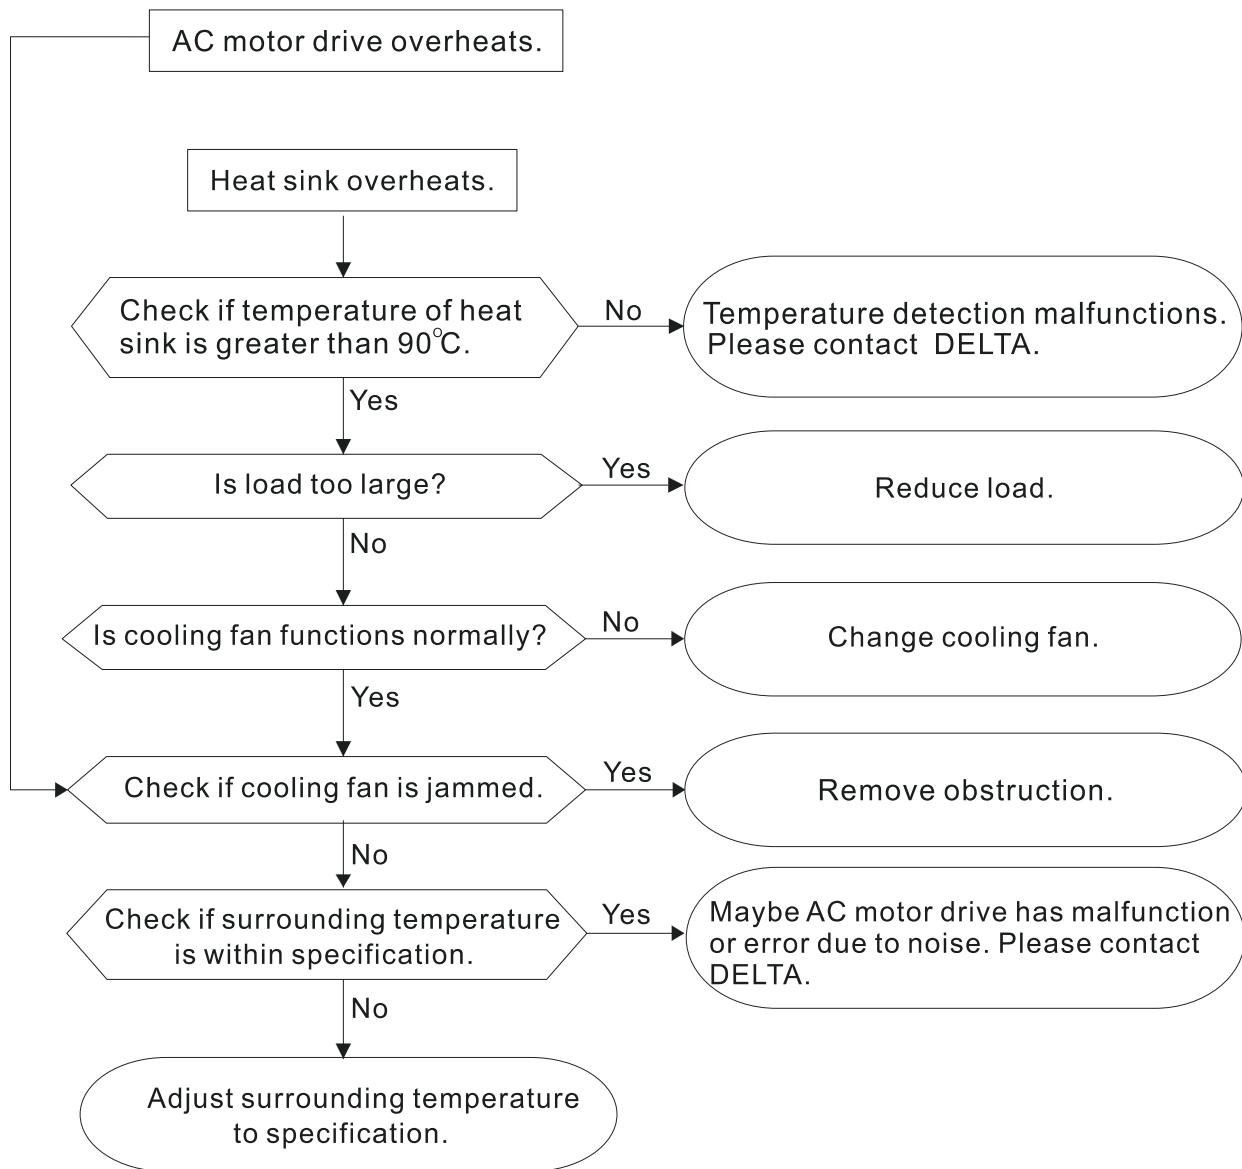 AC motor drive overheats.
Heat sink overheats.
Check if temperature of heat
sink is greater than 90°C.
No
Temperature detection malfunctions.
Please contact DELTA.
Yes
Is load too large?
Yes
Reduce load.
No
Is cooling fan functions normally?
No
Change cooling fan.
Yes
Check if cooling fan is jammed.
Yes
Remove obstruction.
No
Check if surrounding temperature
is within specification.
Yes
Maybe AC motor drive has malfunction
or error due to noise. Please contact
DELTA.
No
Adjust surrounding temperature
to specification.